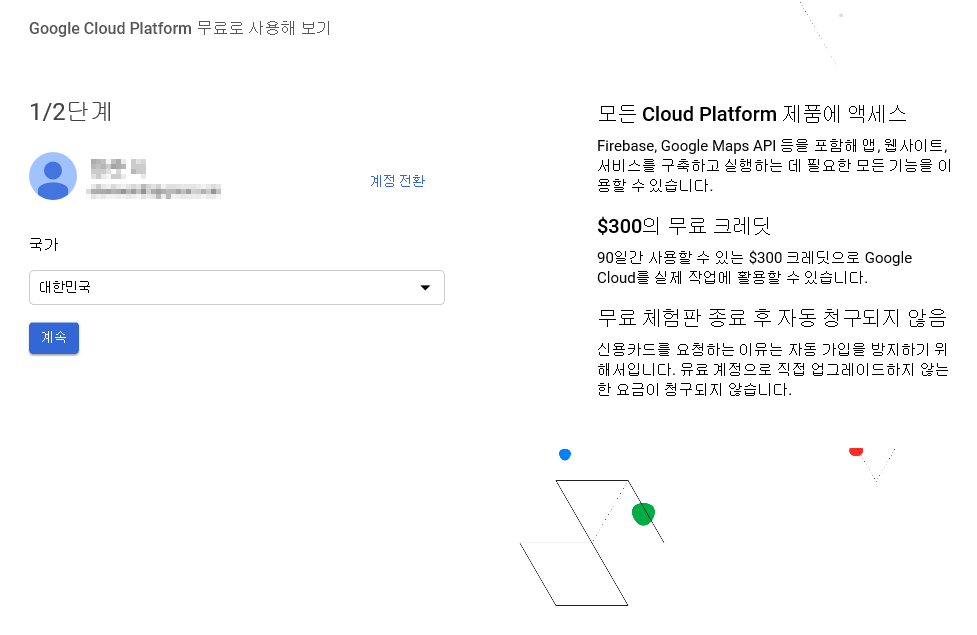 Google Cloud Platform 무료로 사용해 보기
1/2단계
계정 전환
국가
대한민국
계속
모든 Cloud Platform 제품에 액세스
Firebase, Google Maps API 등을 포함해 앱, 웹사이트,
서비스를 구축하고 실행하는 데 필요한 모든 기능을 이
용할 수 있습니다.
$300의 무료 크레딧
90일간 사용할 수 있는 $300 크레딧으로 Google
Cloud를 실제 작업에 활용할 수 있습니다.
무료 체험판 종료 후 자동 청구되지 않음
신용카드를 요청하는 이유는 자동 가입을 방지하기 위
해서입니다. 유료 계정으로 직접 업그레이드하지 않는
한 요금이 청구되지 않습니다.